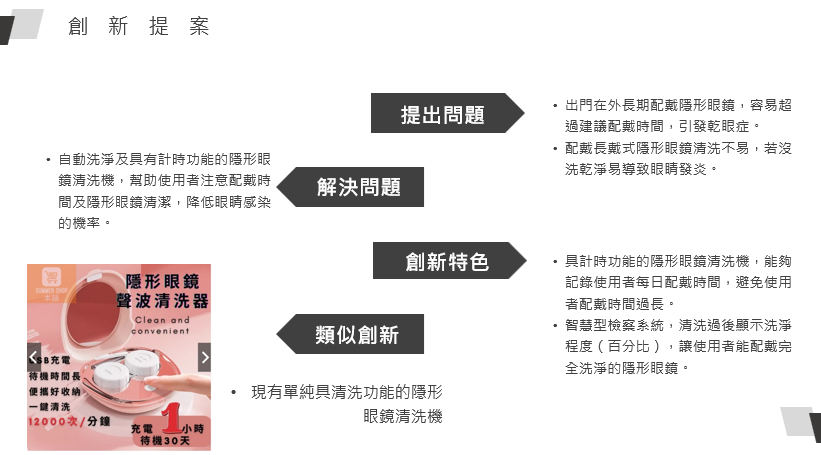 創新提案
提出問題
• 出門在外長期配戴隱形眼鏡，容易超
過建議配戴時間，引發乾眼症。
• 配戴長戴式隱形眼鏡清洗不易，若沒
洗乾淨易導致眼睛發炎。
解決問題
• 自動洗淨及具有計時功能的隱形眼
鏡清洗機，幫助使用者注意配戴時
間及隱形眼鏡清潔，降低眼睛感染
的機率。
創新特色
• 具計時功能的隱形眼鏡清洗機，能夠
記錄使用者每日配戴時間，避免使用
者配戴時間過長。
• 智慧型檢察系統，清洗過後顯示洗淨
程度（百分比），讓使用者能配戴完
全洗淨的隱形眼鏡。
類似創新
• 現有單純具清洗功能的隱形
眼鏡清洗機
隱形眼鏡
聲波清洗器
Clean and
convenient
USB充電
待機時間長
便攜好收納
一鍵清洗
12000次/分鐘
充電1小時
待機30天